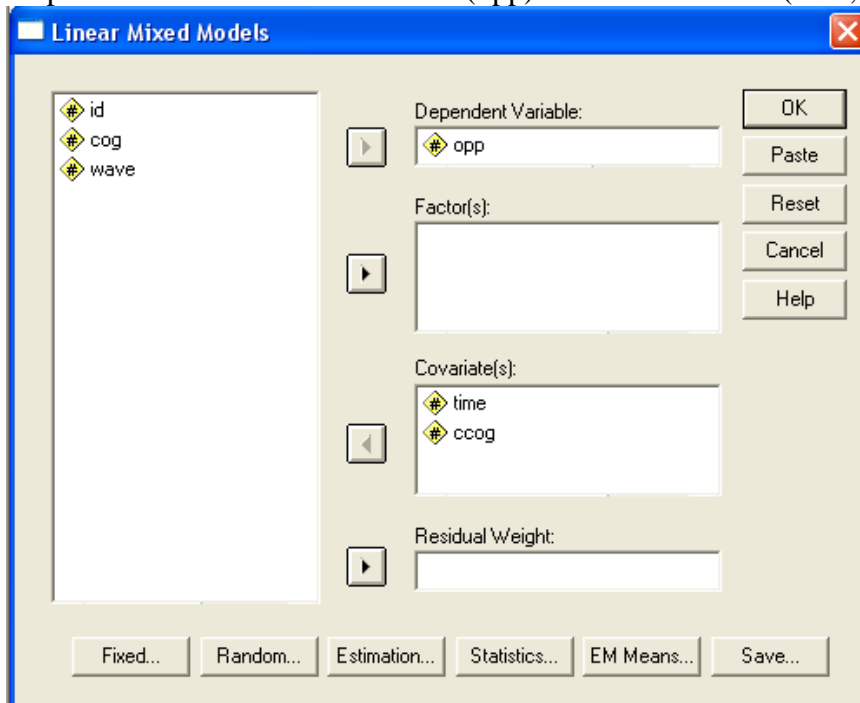 Linear Mixed Models
id
cog
wave
Dependent Variable:
opp
Factor(s):
Covariate(s):
time
ccog
Residual Weight:
OK
Paste
Reset
Cancel
Help
Fixed... Random... Estimation... Statistics... EM Means... Save...